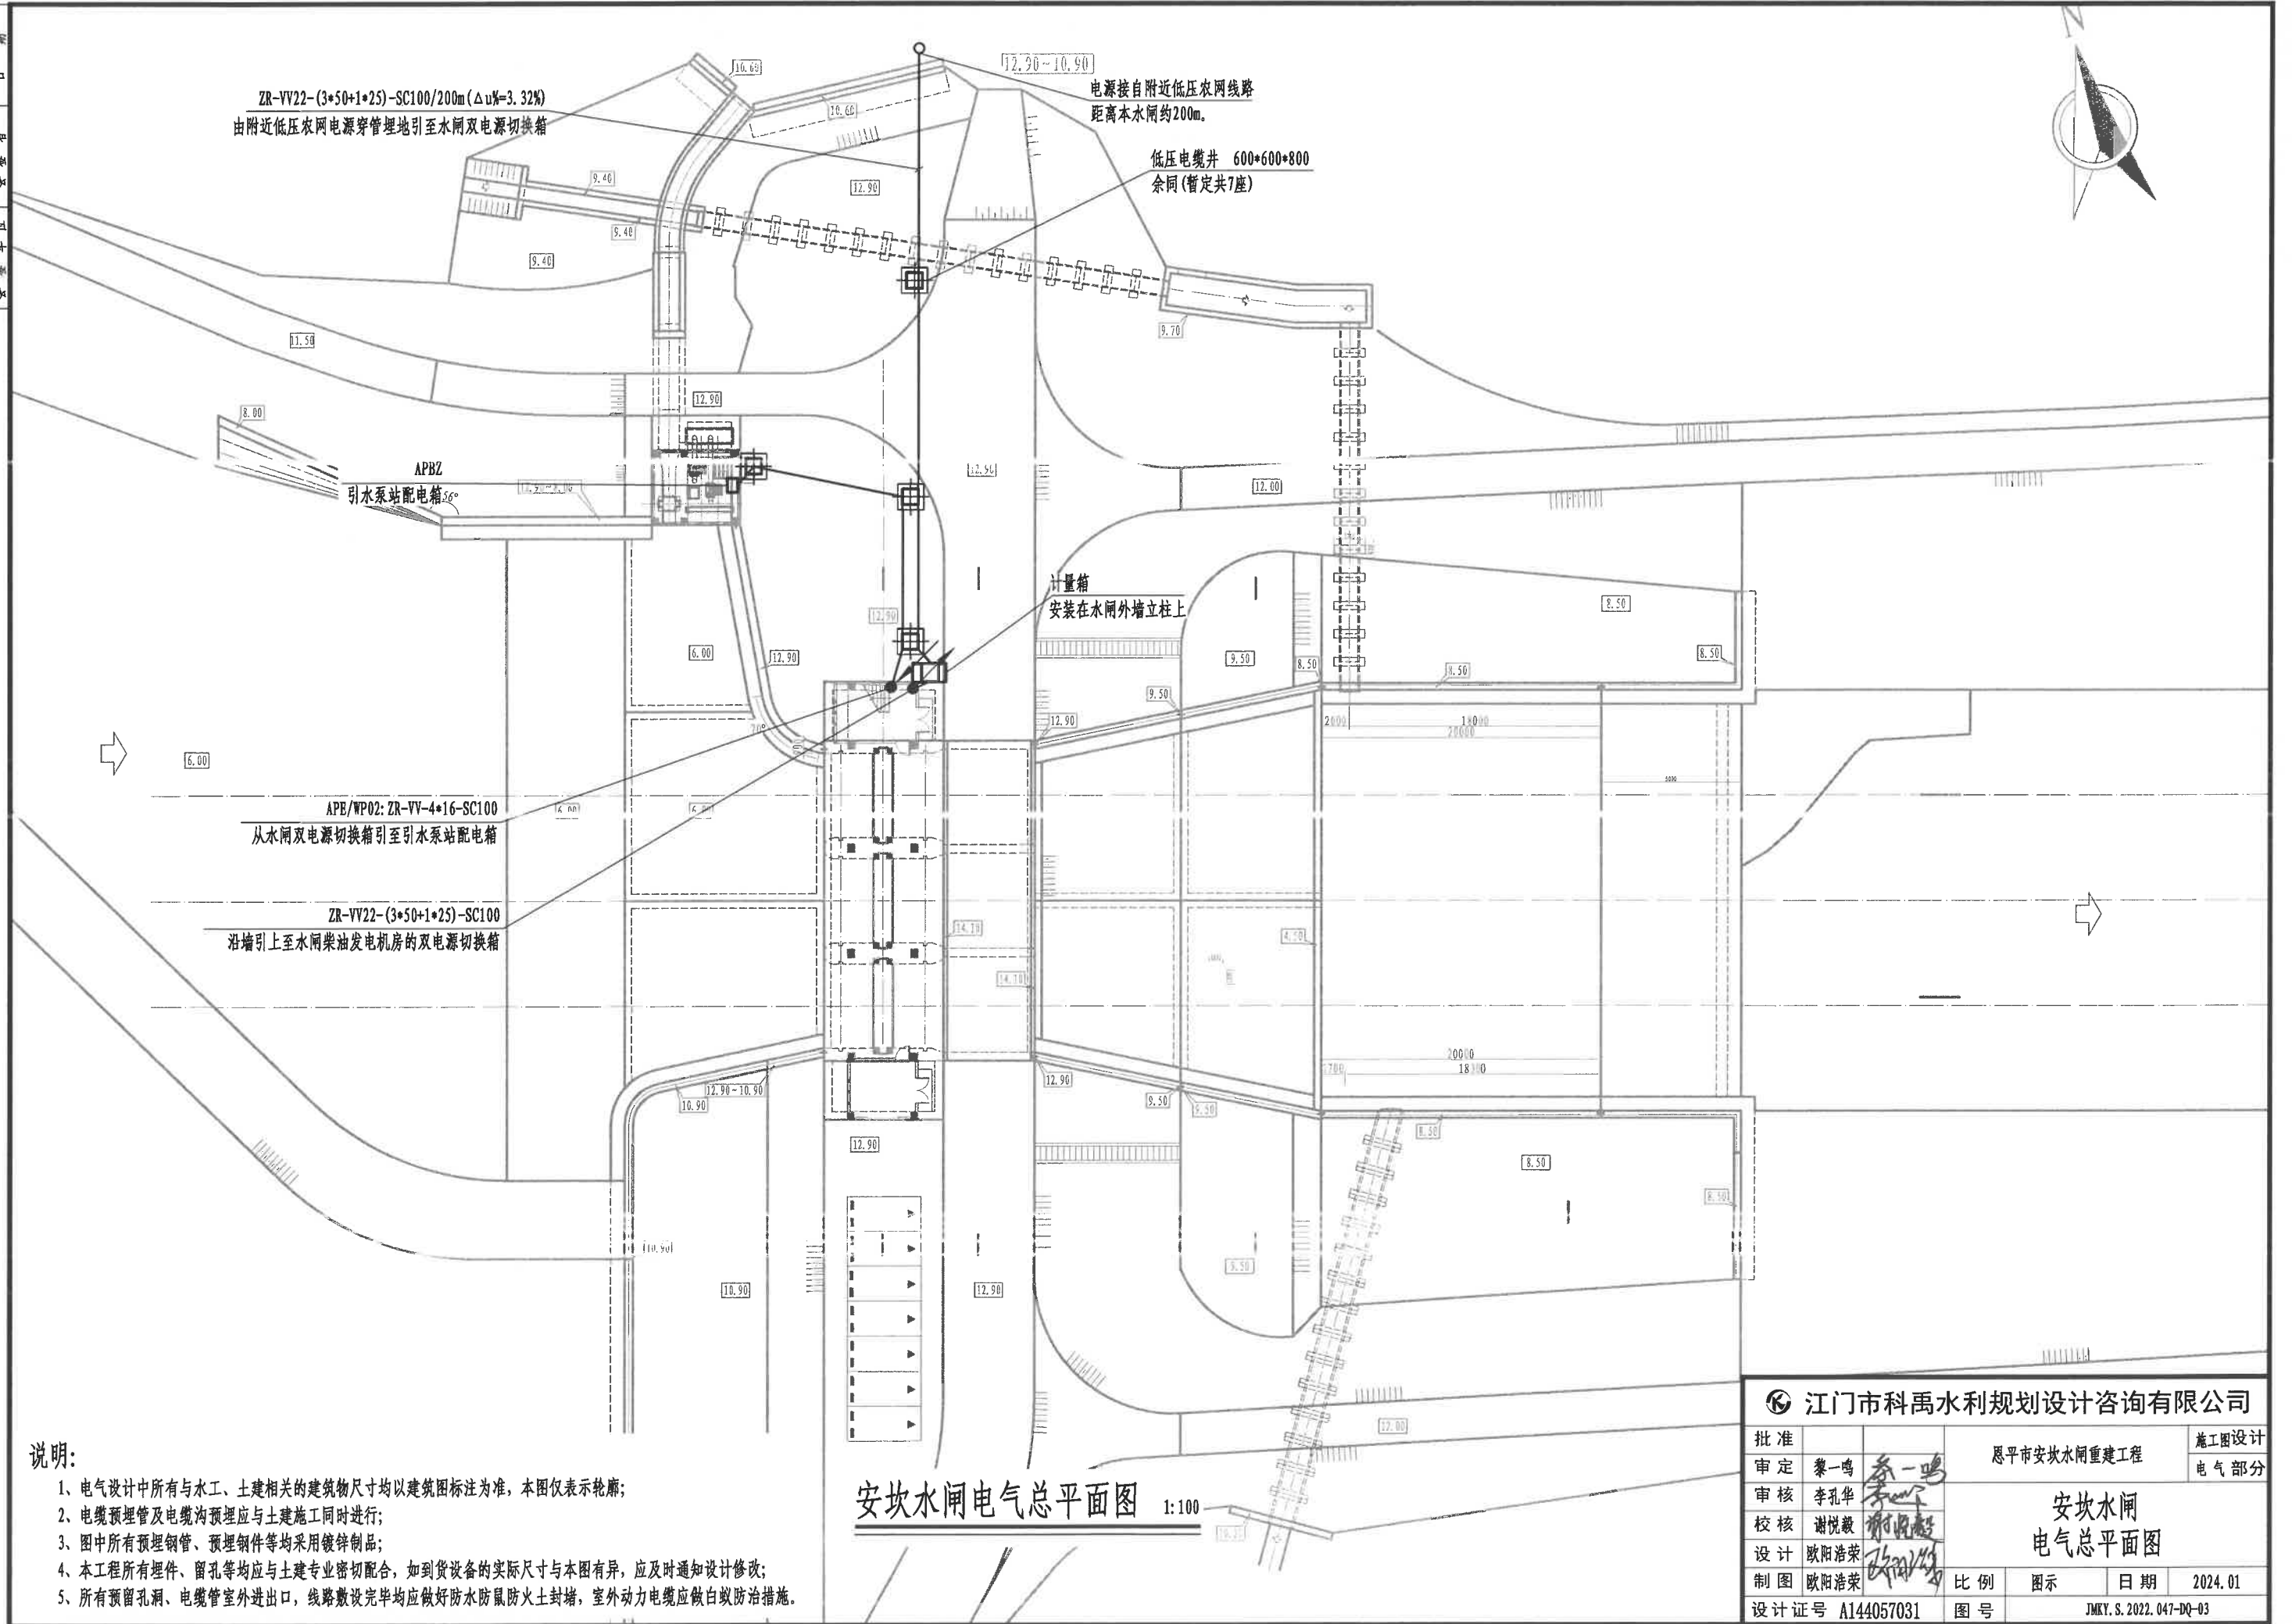 ZR-VV22-(3*50+1*25)-SC100/200m(△u%=3.32%)
由附近低压农网电源穿管埋地引至水闸双电源切换箱
10.60
10.60
12.90~10.90
电源接自附近低压农网线路
距离本水闸约200m。
低压电缆井 600*600*800
余同(暂定共7座)
N
9.40
9.40
9.40
12.90
9.70
11.50
12.90
8.00
APBZ
引水泵站配电箱
56°
12.00
计量箱
安装在水闸外墙立柱上
12.90
12.90
6.00
9.50
9.50
8.50
8.50
8.50
8.50
12.90
70°
2000
18000
20000
6.00
APE/WP02:ZR-VV-4*16-SC100
从水闸双电源切换箱引至引水泵站配电箱
6.00
ZR-VV22-(3*50+1*25)-SC100
沿墙引上至水闸柴油发电机房的双电源切换箱
14.10
14.10
20000
12.90
12.90~10.90
10.90
9.50
9.50
8.50
8.50
8.50
12.90
10.90
10.90
12.90
9.50
12.00
说明:
1、电气设计中所有与水工、土建相关的建筑物尺寸均以建筑图标注为准，本图仅表示轮廓;
2、电缆预埋管及电缆沟预埋应与土建施工同时进行;
3、图中所有预埋钢管、预埋钢件等均采用镀锌制品;
4、本工程所有埋件、留孔等均应与土建专业密切配合，如到货设备的实际尺寸与本图有异，应及时通知设计修改;
5、所有预留孔洞、电缆管室外进出口，线路敷设完毕均应做好防水防鼠防火土封堵，室外动力电缆应做白蚁防治措施。
安坎水闸电气总平面图 1:100
江门市科禹水利规划设计咨询有限公司
批准
恩平市安坎水闸重建工程
施工图设计
审定 黎一鸣
电气部分
审核 李孔华
校核 谢悦毅
安坎水闸
电气总平面图
设计 欧阳浩荣
制图 欧阳浩荣
比例 图示 日期 2024.01
设计证号 A144057031 图号 JMKY.S.2022.047-DQ-03